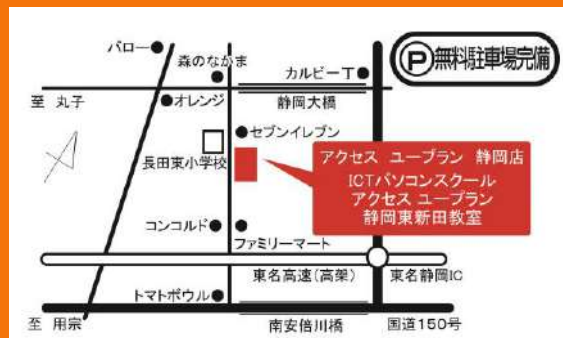 バロー
森のなかま
カルビー丁
P無料駐車場完備
至 丸子
オレンジ
静岡大橋
セブンイレブン
長田東小学校
アクセス ユープラン 静岡店
ICTパソコンスクール
アクセス ユープラン
静岡東新田教室
コンコルド
ファミリーマート
東名高速(高架)
東名静岡IC
トマトボウル
至 用宗
南安倍川橋
国道150号